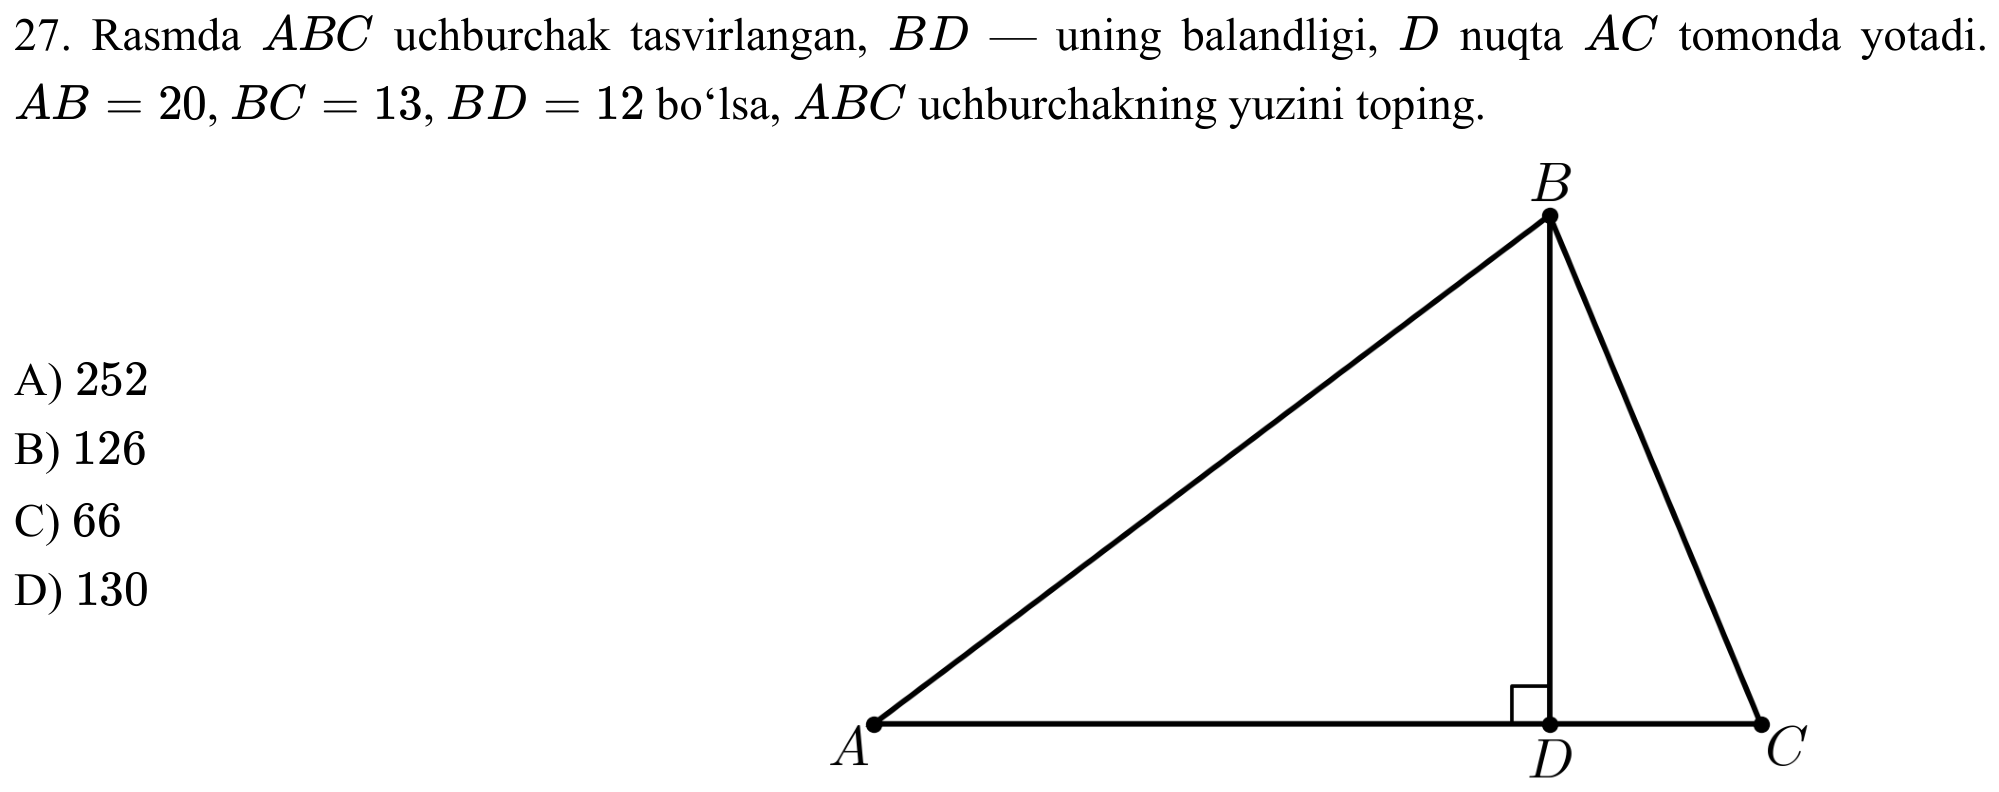 27. Rasmda ABC uchburchak tasvirlangan, BD — uning balandligi, D nuqta AC tomonda yotadi.
AB = 20, BC = 13, BD = 12 bo‘lsa, ABC uchburchakning yuzini toping.
B
A) 252
B) 126
C) 66
D) 130
A
D
C